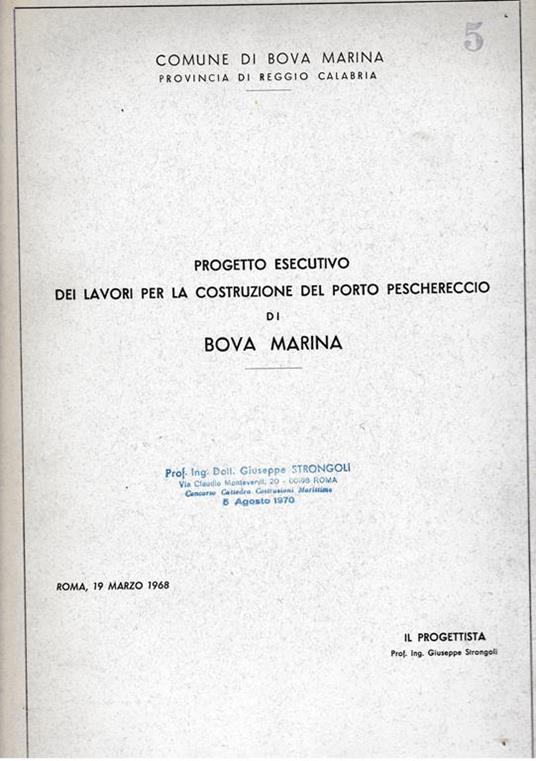 5
COMUNE DI BOVA MARINA
PROVINCIA DI REGGIO CALABRIA
PROGETTO ESECUTIVO
DEI LAVORI PER LA COSTRUZIONE DEL PORTO PESCHERECCIO
DI
BOVA MARINA
Prof. Ing. Dott. Giuseppe STRONGOLI
Via Claudio Monteverdi, 20 - 00198 ROMA
Concorso Cattedra Costruzioni Marittime
5 Agosto 1970
ROMA, 19 MARZO 1968
IL PROGETTISTA
Prof. Ing. Giuseppe Strongoli